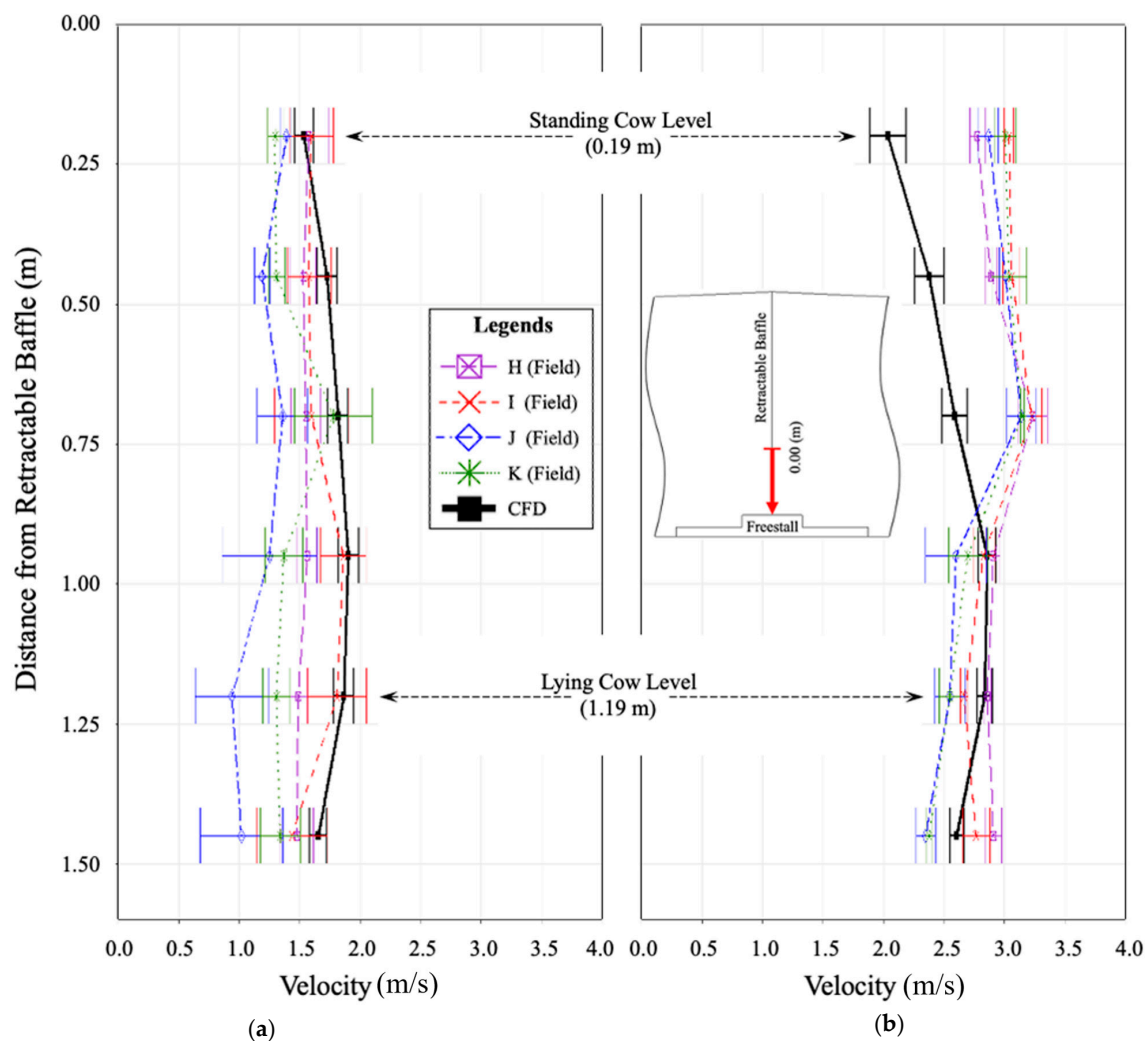 0.00
0.25
0.50
0.75
1.00
1.25
1.50
Distance from Retractable Baffle (m)
Standing Cow Level
(0.19 m)
Legends
H (Field)
I (Field)
J (Field)
K (Field)
CFD
Retractable Baffle
0.00 (m)
Freestall
Lying Cow Level
(1.19 m)
0.0 0.5 1.0 1.5 2.0 2.5 3.0 3.5 4.0
0.0 0.5 1.0 1.5 2.0 2.5 3.0 3.5 4.0
Velocity (m/s)
Velocity (m/s)
(a)
(b)